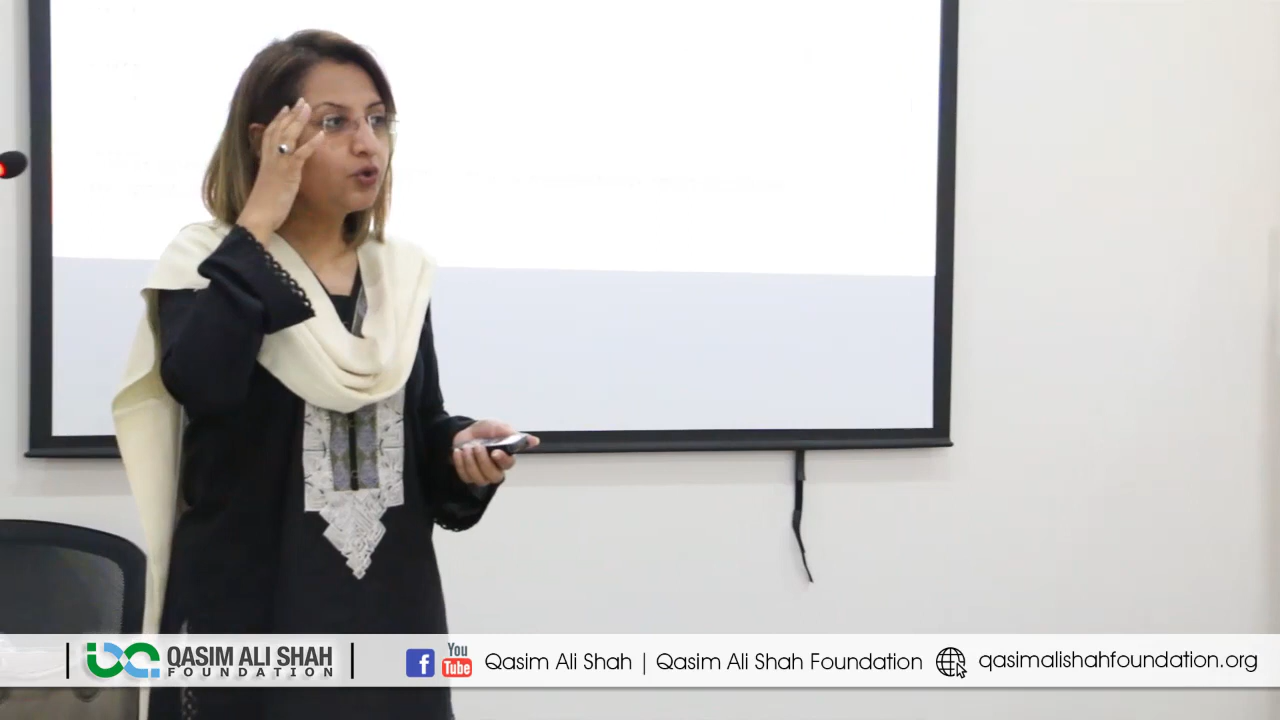 QASIM ALI SHAH
FOUNDATION
You
Tube
Qasim Ali Shah | Qasim Ali Shah Foundation
qasimalishahfoundation.org